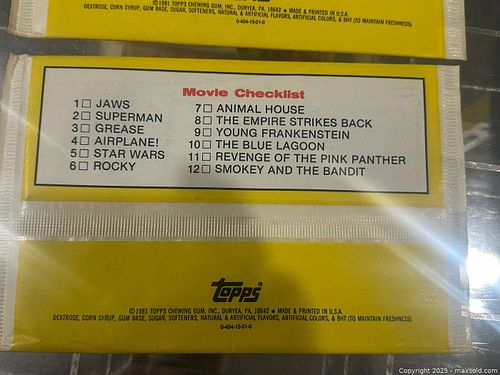 ©1981 TOPPS CHEWING GUM, INC., DURYEA, PA. 18642 ★ MADE & PRINTED IN U.S.A.
DEXTROSE, CORN SYRUP, GUM BASE, SUGAR, SOFTENERS, NATURAL & ARTIFICIAL FLAVORS, ARTIFICIAL COLORS, & BHT (TO MAINTAIN FRESHNESS).
0-404-15-01-0
Movie Checklist
1 JAWS
2 SUPERMAN
3 GREASE
4 AIRPLANE!
5 STAR WARS
6 ROCKY
7 ANIMAL HOUSE
8 THE EMPIRE STRIKES BACK
9 YOUNG FRANKENSTEIN
10 THE BLUE LAGOON
11 REVENGE OF THE PINK PANTHER
12 SMOKEY AND THE BANDIT
topps
©1981 TOPPS CHEWING GUM, INC., DURYEA, PA. 18642 ★ MADE & PRINTED IN U.S.A.
DEXTROSE, CORN SYRUP, GUM BASE, SUGAR, SOFTENERS, NATURAL & ARTIFICIAL FLAVORS, ARTIFICIAL COLORS, & BHT (TO MAINTAIN FRESHNESS).
0-404-15-01-0
Copyright 2025 - maxsold.com